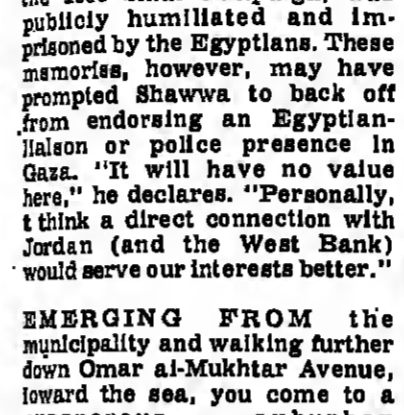 publicly humiliated and im-
prisoned by the Egyptians. These
memories, however, may have
prompted Shawwa to back off
from endorsing an Egyptian-
liaison or police presence in
Gaza. "It will have no value
here," he declares. "Personally,
I think a direct connection with
Jordan (and the West Bank)
would serve our interests better."
EMERGING FROM the
municipality and walking further
down Omar al-Mukhtar Avenue,
toward the sea, you come to a